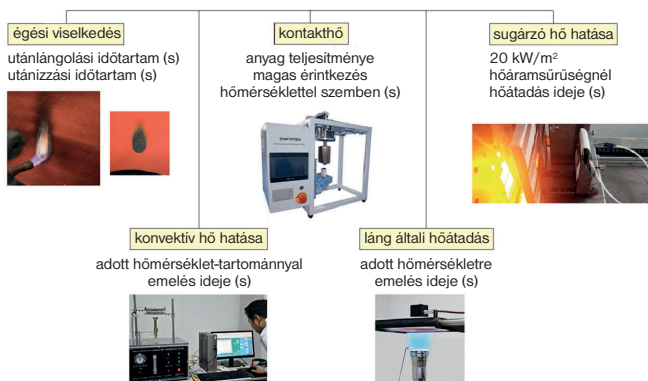 égési viselkedés
utánlángolási időtartam (s)
utánizzási időtartam (s)
kontakthő
anyag teljesítménye
magas érintkezés
hőmérséklettel szemben (s)
sugárzó hő hatása
20 kW/m²
hőáramsűrűségnél
hőátadás ideje (s)
konvektív hő hatása
adott hőmérséklet-tartománnyal
emelés ideje (s)
láng általi hőátadás
adott hőmérsékletre
emelés ideje (s)